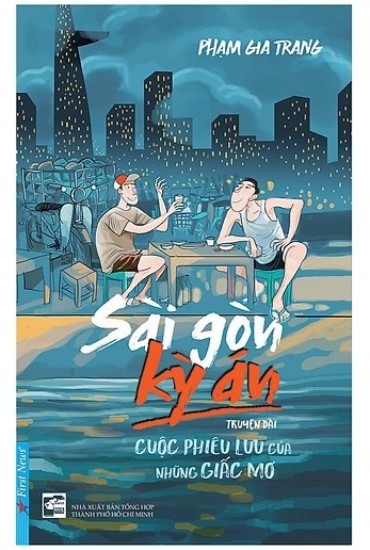 PHẠM GIA TRANG
Sài gòn
kỳ án
TRUYỆN DÀI
CUỘC PHIÊU LƯU CỦA
NHỮNG GIẤC MƠ
First News
NHÀ XUẤT BẢN TỔNG HỢP
THÀNH PHỐ HỒ CHÍ MINH